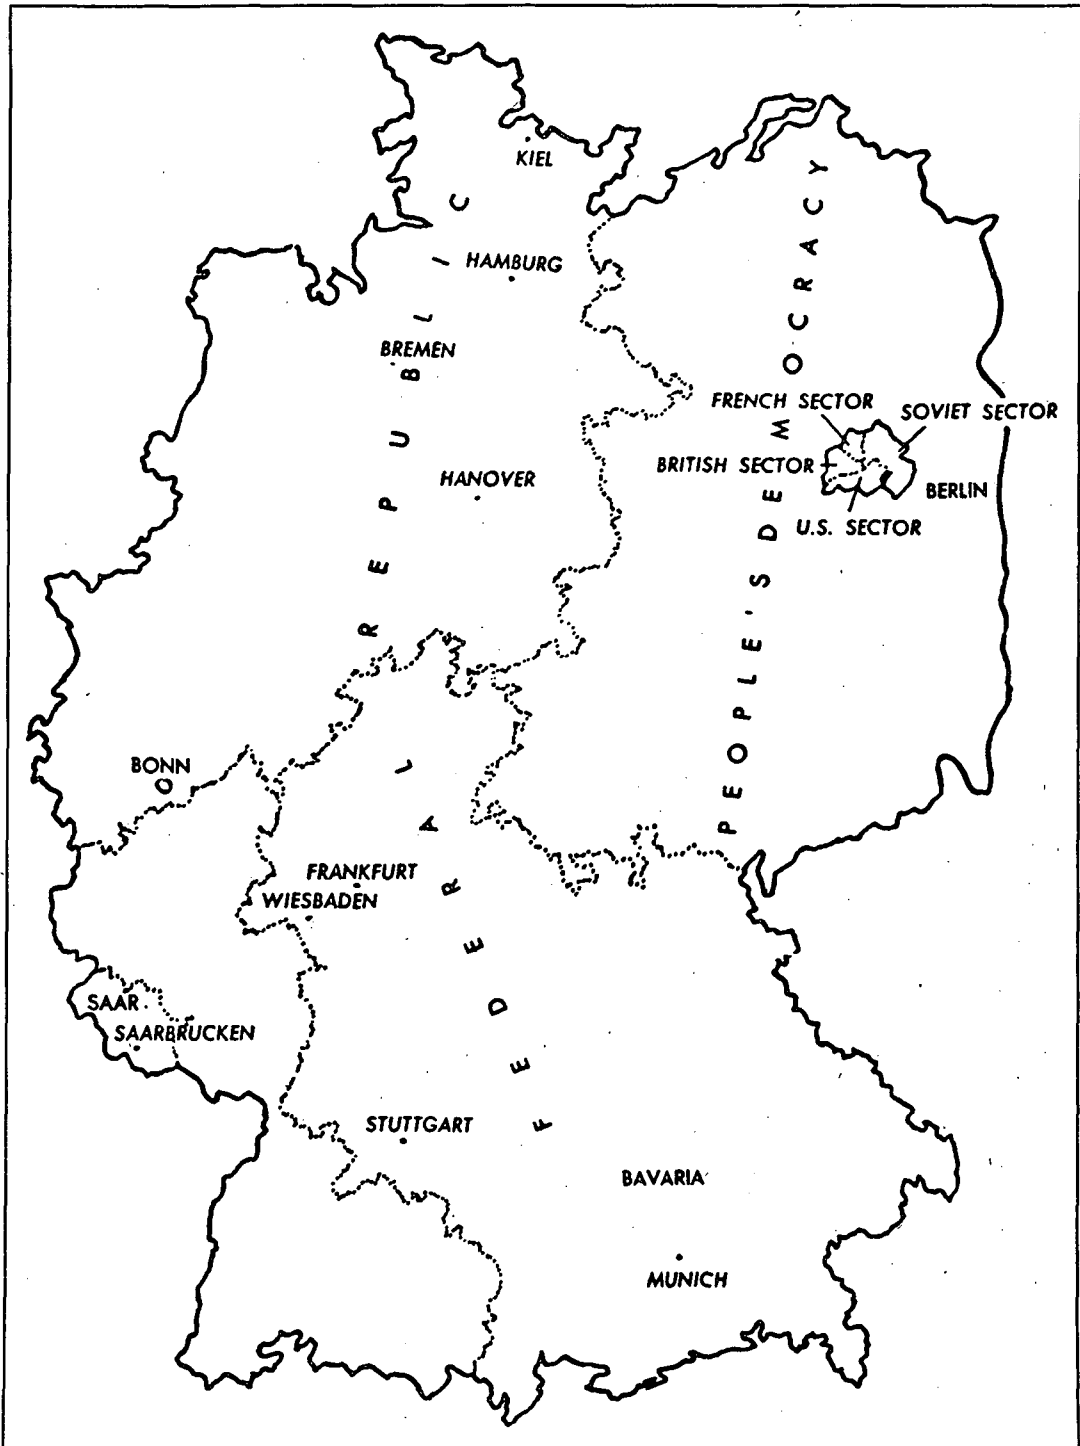 KIEL
HAMBURG
BREMEN
FRENCH SECTOR
SOVIET SECTOR
BRITISH SECTOR
HANOVER
BERLIN
U.S. SECTOR
PEOPLE'S DEMOCRACY
FEDERAL REPUBLIC
BONN
FRANKFURT
WIESBADEN
SAAR
SAARBRUCKEN
STUTTGART
BAVARIA
MUNICH